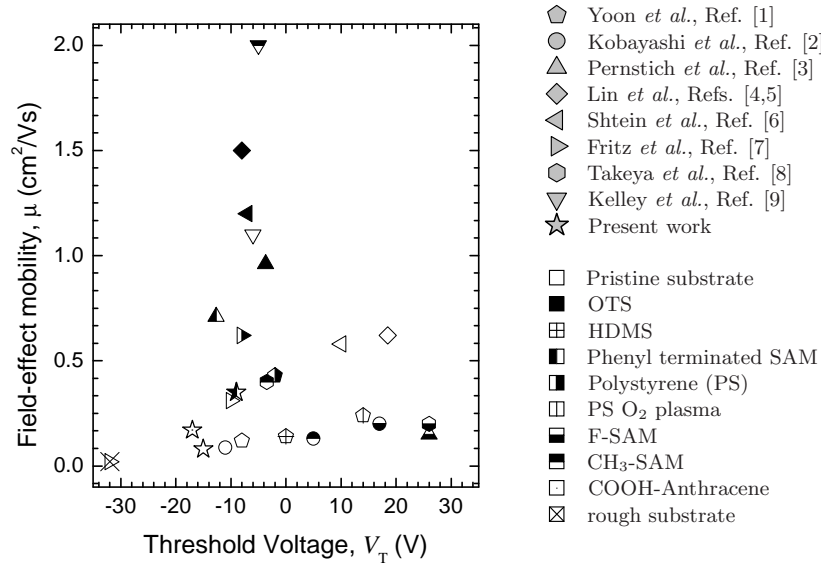 Field-effect mobility, μ (cm²/Vs)
2.0
1.5
1.0
0.5
0.0
-30 -20 -10 0 10 20 30
Threshold Voltage, V_T (V)
Yoon et al., Ref. [1]
Kobayashi et al., Ref. [2]
Pernstich et al., Ref. [3]
Lin et al., Refs. [4,5]
Shtein et al., Ref. [6]
Fritz et al., Ref. [7]
Takeya et al., Ref. [8]
Kelley et al., Ref. [9]
Present work
Pristine substrate
OTS
HDMS
Phenyl terminated SAM
Polystyrene (PS)
PS O₂ plasma
F-SAM
CH₃-SAM
COOH-Anthracene
rough substrate